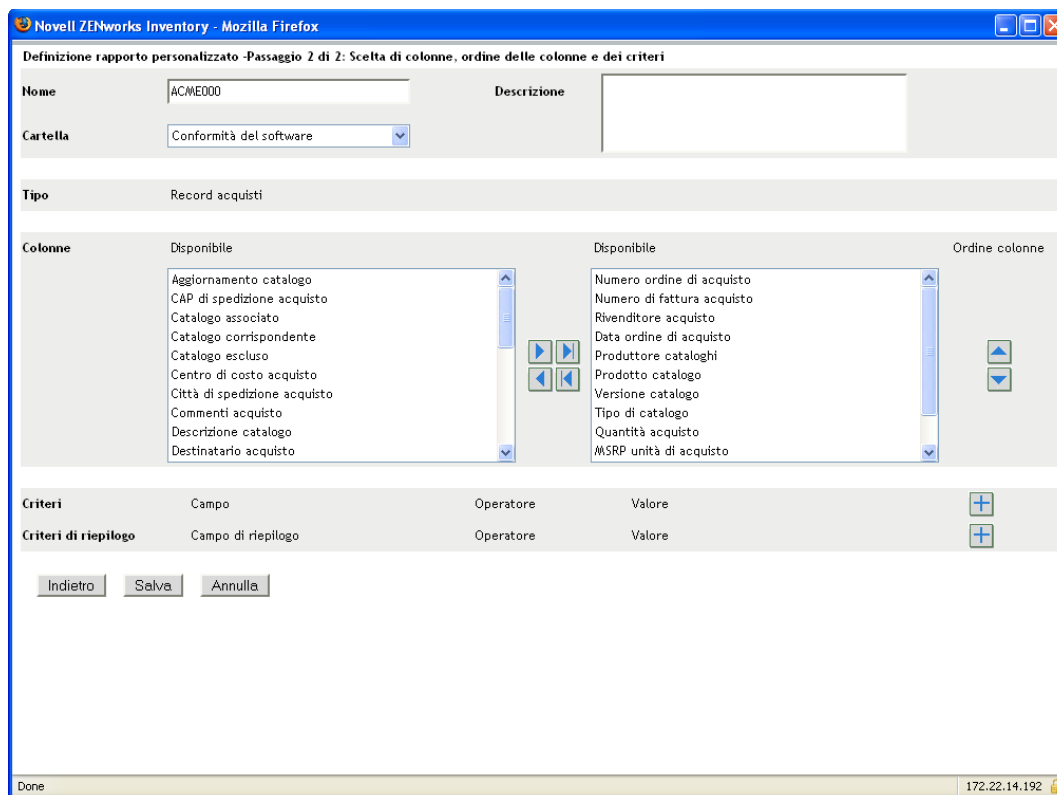 Novell ZENworks Inventory - Mozilla Firefox
Definizione rapporto personalizzato -Passaggio 2 di 2: Scelta di colonne, ordine delle colonne e dei criteri
Nome ACME000 Descrizione
Cartella Conformità del software
Tipo Record acquisti
Colonne Disponibile Disponibile Ordine colonne
Aggiornamento catalogo Numero ordine di acquisto
CAP di spedizione acquisto Numero di fattura acquisto
Catalogo associato Rivenditore acquisto
Catalogo corrispondente Data ordine di acquisto
Catalogo escluso Produttore cataloghi
Centro di costo acquisto Prodotto catalogo
Città di spedizione acquisto Versione catalogo
Commenti acquisto Tipo di catalogo
Descrizione catalogo Quantità acquisto
Destinatario acquisto MSRP unità di acquisto
Criteri Campo Operatore Valore
Criteri di riepilogo Campo di riepilogo Operatore Valore
Indietro Salva Annulla
Done 172.22.14.192